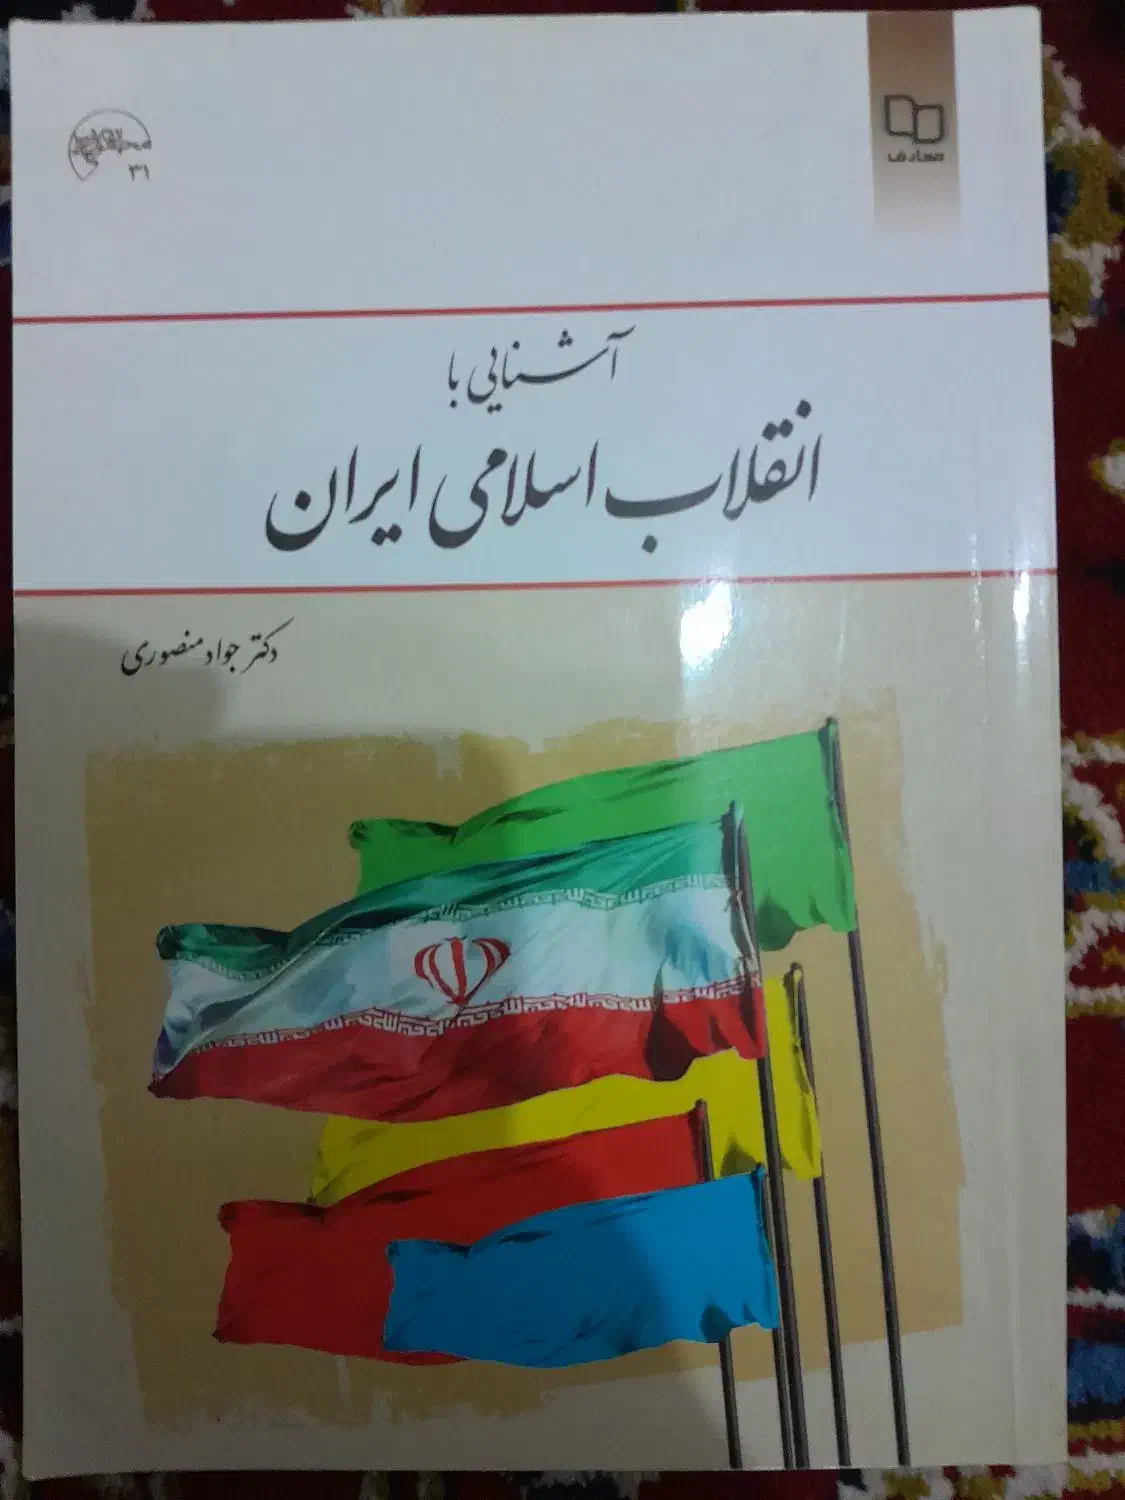 معارف
۳۱
آشنایی با
انقلاب اسلامی ایران
دکتر جواد منصوری